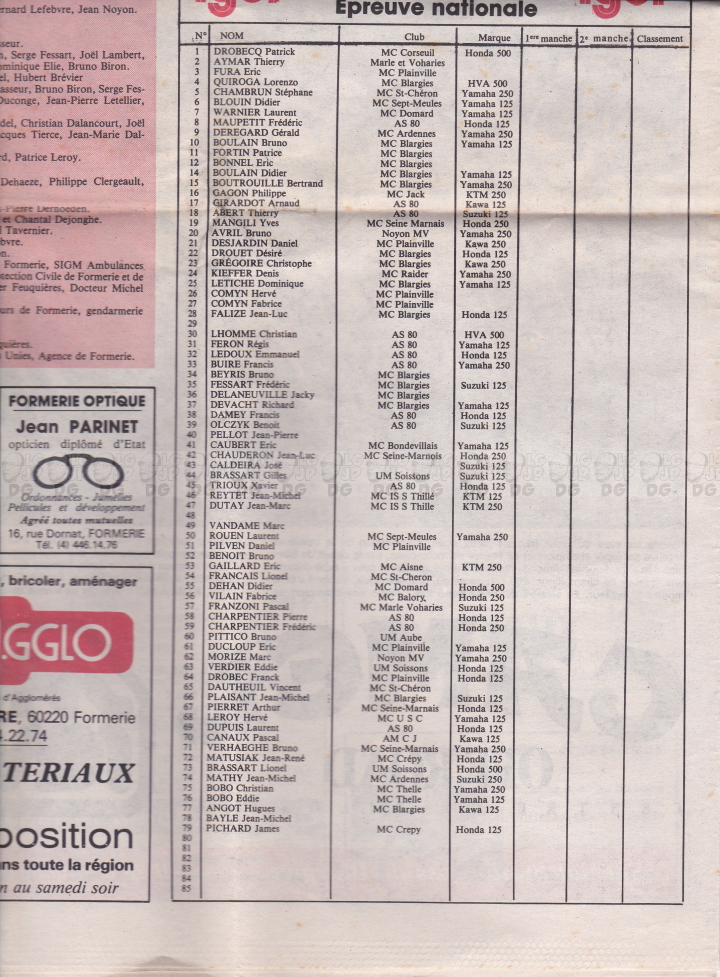 ernard Lefebvre, Jean Noyon.
sseur.
n, Serge Fessart, Joël Lambert,
ominique Elie, Bruno Biron.
el, Hubert Brévier
asseur, Bruno Biron, Serge Fes-
Duconge, Jean-Pierre Letellier,
del, Christian Dalancourt, Joël
cques Tierce, Jean-Marie Dal-
rd, Patrice Leroy.
Dehaeze, Philippe Clergeault,
-Pierre Dernoeden.
et Chantal Dejonghe.
l Tavernier.
ebvre.
on.
Formerie, SIGM Ambulances
section Civile de Formerie et de
er Feuquières, Docteur Michel
urs de Formerie, gendarmerie
quières.
Unies, Agence de Formerie.
FORMERIE OPTIQUE
Jean PARINET
opticien diplômé d'Etat
Ordonnances - Jumelles
Pellicules et développement
Agréé toutes mutuelles
16, rue Dornat, FORMERIE
Tél. (4) 446.14.76
, bricoler, aménager
GGLO
d'Agglomérés
RE, 60220 Formerie
.22.74
TERIAUX
position
ns toute la région
n au samedi soir
Epreuve nationale
N° NOM Club Marque 1ere manche 2e manche Classement
1 DROBECQ Patrick MC Corseuil Honda 500
2 AYMAR Thierry Marle et Voharies
3 FURA Eric MC Plainville
4 QUIROGA Lorenzo MC Blargies HVA 500
5 CHAMBRUN Stéphane MC St-Chéron Yamaha 250
6 BLOUIN Didier MC Sept-Meules Yamaha 125
7 WARNIER Laurent MC Domard Yamaha 125
8 MAUPETIT Frédéric AS 80 Honda 125
9 DEREGARD Gérald MC Ardennes Yamaha 250
10 BOULAIN Bruno MC Blargies Yamaha 125
11 FORTIN Patrice MC Blargies
12 BONNEL Eric MC Blargies
14 BOULAIN Didier MC Blargies Yamaha 125
15 BOUTROUILLE Bertrand MC Blargies Yamaha 250
16 GAGON Philippe MC Jack KTM 250
17 GIRARDOT Arnaud AS 80 Kawa 125
18 ABERT Thierry AS 80 Suzuki 125
19 MANGILI Yves MC Seine Marnais Honda 250
20 AVRIL Bruno Noyon MV Yamaha 250
21 DESJARDIN Daniel MC Plainville Kawa 250
22 DROUET Désiré MC Blargies Honda 125
23 GRÉGOIRE Christophe MC Blargies Kawa 250
24 KIEFFER Denis MC Raider Yamaha 250
25 LETICHE Dominique MC Blargies Yamaha 125
26 COMYN Hervé MC Plainville
27 COMYN Fabrice MC Plainville
28 FALIZE Jean-Luc MC Blargies Honda 125
29
30 LHOMME Christian AS 80 HVA 500
31 FERON Régis AS 80 Yamaha 125
32 LEDOUX Emmanuel AS 80 Honda 125
33 BUIRE Francis AS 80 Yamaha 250
34 BEYRIS Bruno MC Blargies
35 FESSART Frédéric MC Blargies Suzuki 125
36 DELANEUVILLE Jacky MC Blargies
37 DEVACHT Richard MC Blargies Yamaha 125
38 DAMEY Francis AS 80 Honda 125
39 OLCZYK Benoit AS 80 Suzuki 125
40 PELLOT Jean-Pierre
41 CAUBERT Eric MC Bondevillais Yamaha 125
42 CHAUDERON Jean-Luc MC Seine-Marnois Honda 250
43 CALDEIRA José Suzuki 125
44 BRASSART Gilles UM Soissons Suzuki 125
45 TRIOUX Xavier AS 80 Honda 125
46 REYTET Jean-Michel MC IS S Thillé KTM 125
47 DUTAY Jean-Marc MC IS S Thille KTM 250
48
49 VANDAME Marc
50 ROUEN Laurent MC Sept-Meules Yamaha 250
51 PILVEN Daniel MC Plainville
52 BENOIT Bruno
53 GAILLARD Eric MC Aisne KTM 250
54 FRANCAIS Lionel MC St-Cheron
55 DEHAN Didier MC Domard Honda 500
56 VILAIN Fabrice MC Balory. Honda 250
57 FRANZONI Pascal MC Marle Voharies Suzuki 125
58 CHARPENTIER Pierre AS 80 Honda 125
59 CHARPENTIER Frédéric AS 80 Honda 250
60 PITTICO Bruno UM Aube
61 DUCLOUP Eric MC Plainville Yamaha 125
62 MORIZE Marc Noyon MV Yamaha 250
63 VERDIER Eddie UM Soissons Honda 125
64 DROBEC Franck MC Plainville Honda 125
65 DAUTHEUIL Vincent MC St-Chéron
66 PLAISANT Jean-Michel MC Blargies Suzuki 125
67 PIERRET Arthur MC Seine-Marnais Honda 125
68 LEROY Hervé MC U S C Yamaha 125
69 DUPUIS Laurent AS 80 Honda 125
70 CANAUX Pascal AM C J Kawa 125
71 VERHAEGHE Bruno MC Seine-Marnais Yamaha 250
72 MATUSIAK Jean-René MC Crépy Honda 125
73 BRASSART Lionel UM Soissons Honda 500
74 MATHY Jean-Michel MC Ardennes Suzuki 250
75 BOBO Christian MC Thelle Yamaha 250
76 BOBO Eddie MC Thelle Yamaha 125
77 ANGOT Hugues MC Blargies Kawa 125
78 BAYLE Jean-Michel
79 PICHARD James MC Crepy Honda 125
80
81
82
83
84
85